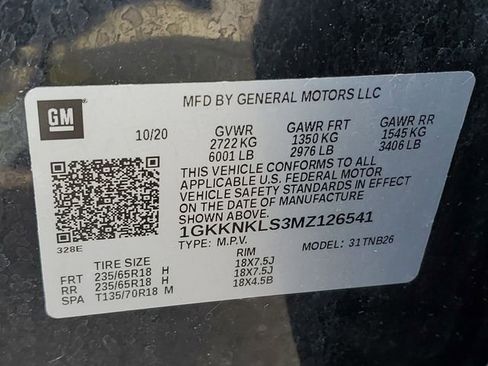 MFD BY GENERAL MOTORS LLC
GM
10/20 GVWR GAWR FRT GAWR RR
2722 KG 1350 KG 1545 KG
6001 LB 2976 LB 3406 LB
THIS VEHICLE CONFORMS TO ALL
APPLICABLE U.S. FEDERAL MOTOR
VEHICLE SAFETY STANDARDS IN EFFECT
ON THE DATE OF MANUFACTURE
SHOWN ABOVE.
1GKKNKLS3MZ126541
328E
TYPE: M.P.V. MODEL: 31TNB26
TIRE SIZE RIM
FRT 235/65R18 H 18X7.5J
RR 235/65R18 H 18X7.5J
SPA T135/70R18 M 18X4.5B